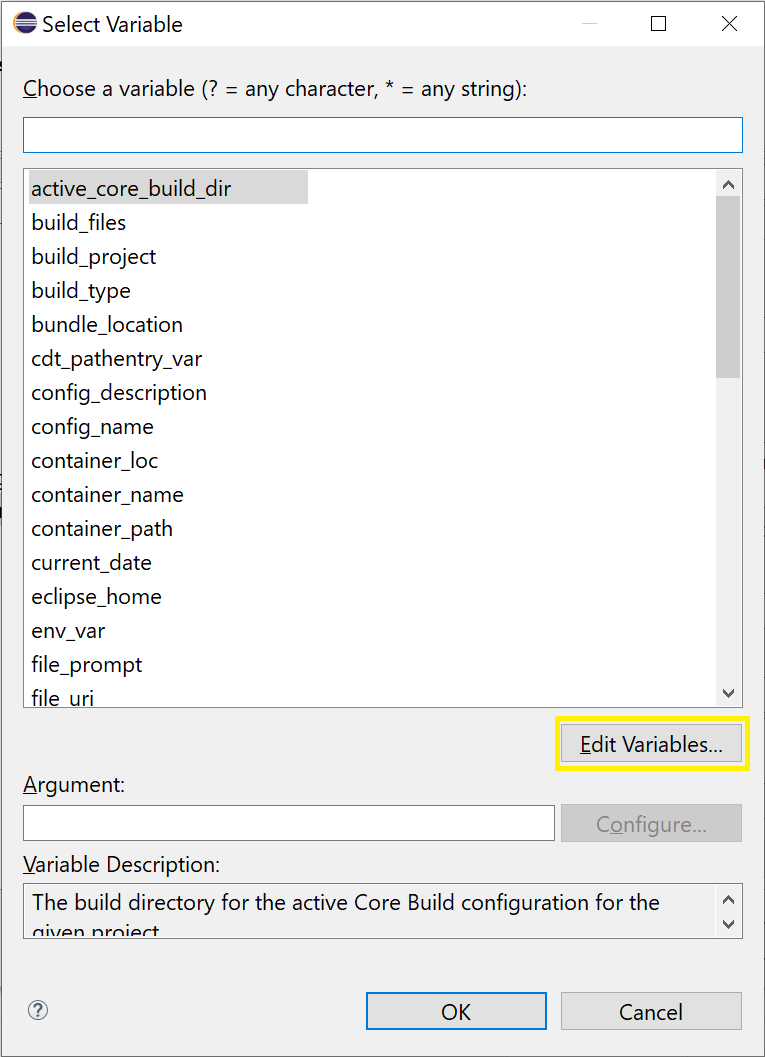 Select Variable
Choose a variable (? = any character, * = any string):
active_core_build_dir
build_files
build_project
build_type
bundle_location
cdt_pathentry_var
config_description
config_name
container_loc
container_name
container_path
current_date
eclipse_home
env_var
file_prompt
file_uri
Edit Variables...
Argument:
Configure...
Variable Description:
The build directory for the active Core Build configuration for the
given project
?
OK
Cancel